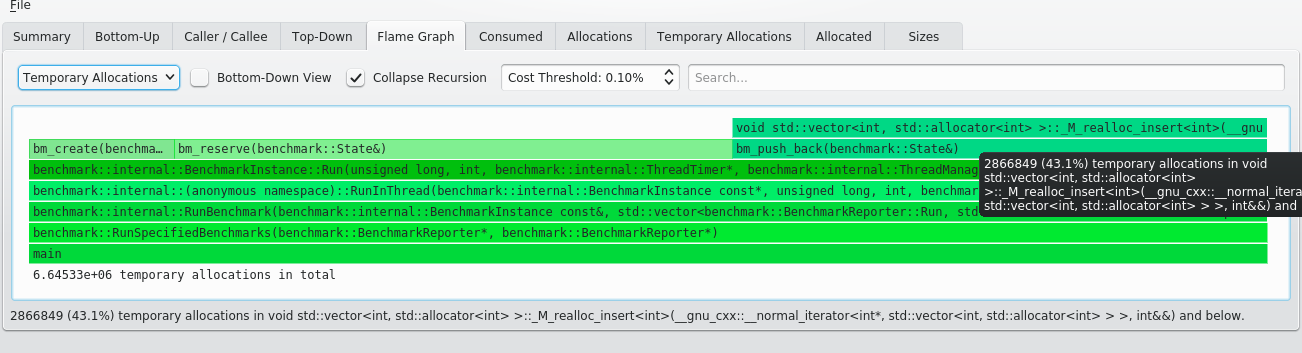 File
Summary Bottom-Up Caller / Callee Top-Down Flame Graph Consumed Allocations Temporary Allocations Allocated Sizes
Temporary Allocations Bottom-Down View Collapse Recursion Cost Threshold: 0.10% Search...
void std::vector<int, std::allocator<int> >::_M_realloc_insert<int>(__gnu
bm_create(benchma... bm_reserve(benchmark::State&) bm_push_back(benchmark::State&)
benchmark::internal::BenchmarkInstance::Run(unsigned long, int, benchmark::internal::ThreadTimer*, benchmark::internal::ThreadManag
benchmark::internal::(anonymous namespace)::RunInThread(benchmark::internal::BenchmarkInstance const*, unsigned long, int, benchmar
benchmark::internal::RunBenchmark(benchmark::internal::BenchmarkInstance const&, std::vector<benchmark::BenchmarkReporter::Run, std
benchmark::RunSpecifiedBenchmarks(benchmark::BenchmarkReporter*, benchmark::BenchmarkReporter*)
main
6.64533e+06 temporary allocations in total
2866849 (43.1%) temporary allocations in void
std::vector<int, std::allocator<int>
>::_M_realloc_insert<int>(__gnu_cxx::__normal_itera
std::vector<int, std::allocator<int> > >, int&&) and
2866849 (43.1%) temporary allocations in void std::vector<int, std::allocator<int> >::_M_realloc_insert<int>(__gnu_cxx::__normal_iterator<int*, std::vector<int, std::allocator<int> > >, int&&) and below.